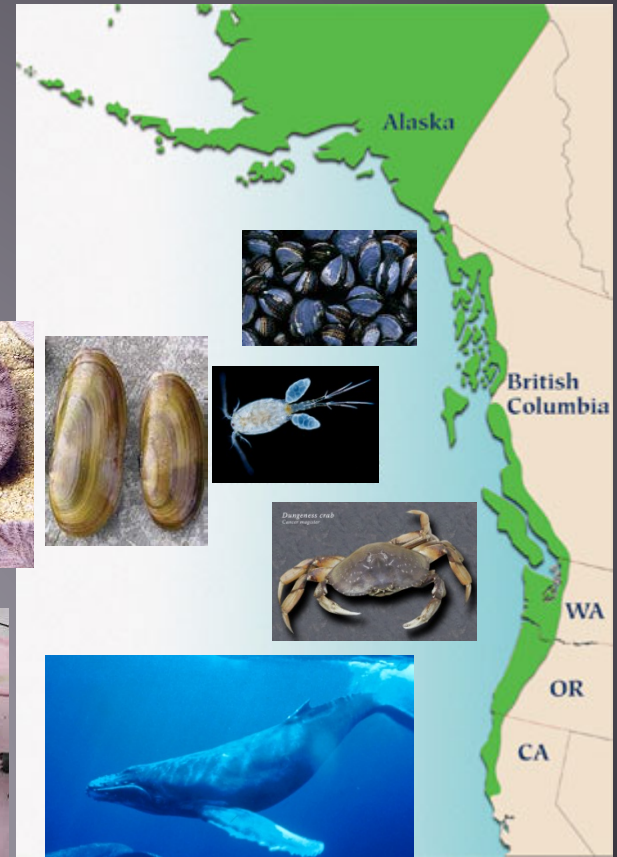 Alaska
British
Columbia
Dungeness crab
Cancer magister
WA
OR
CA